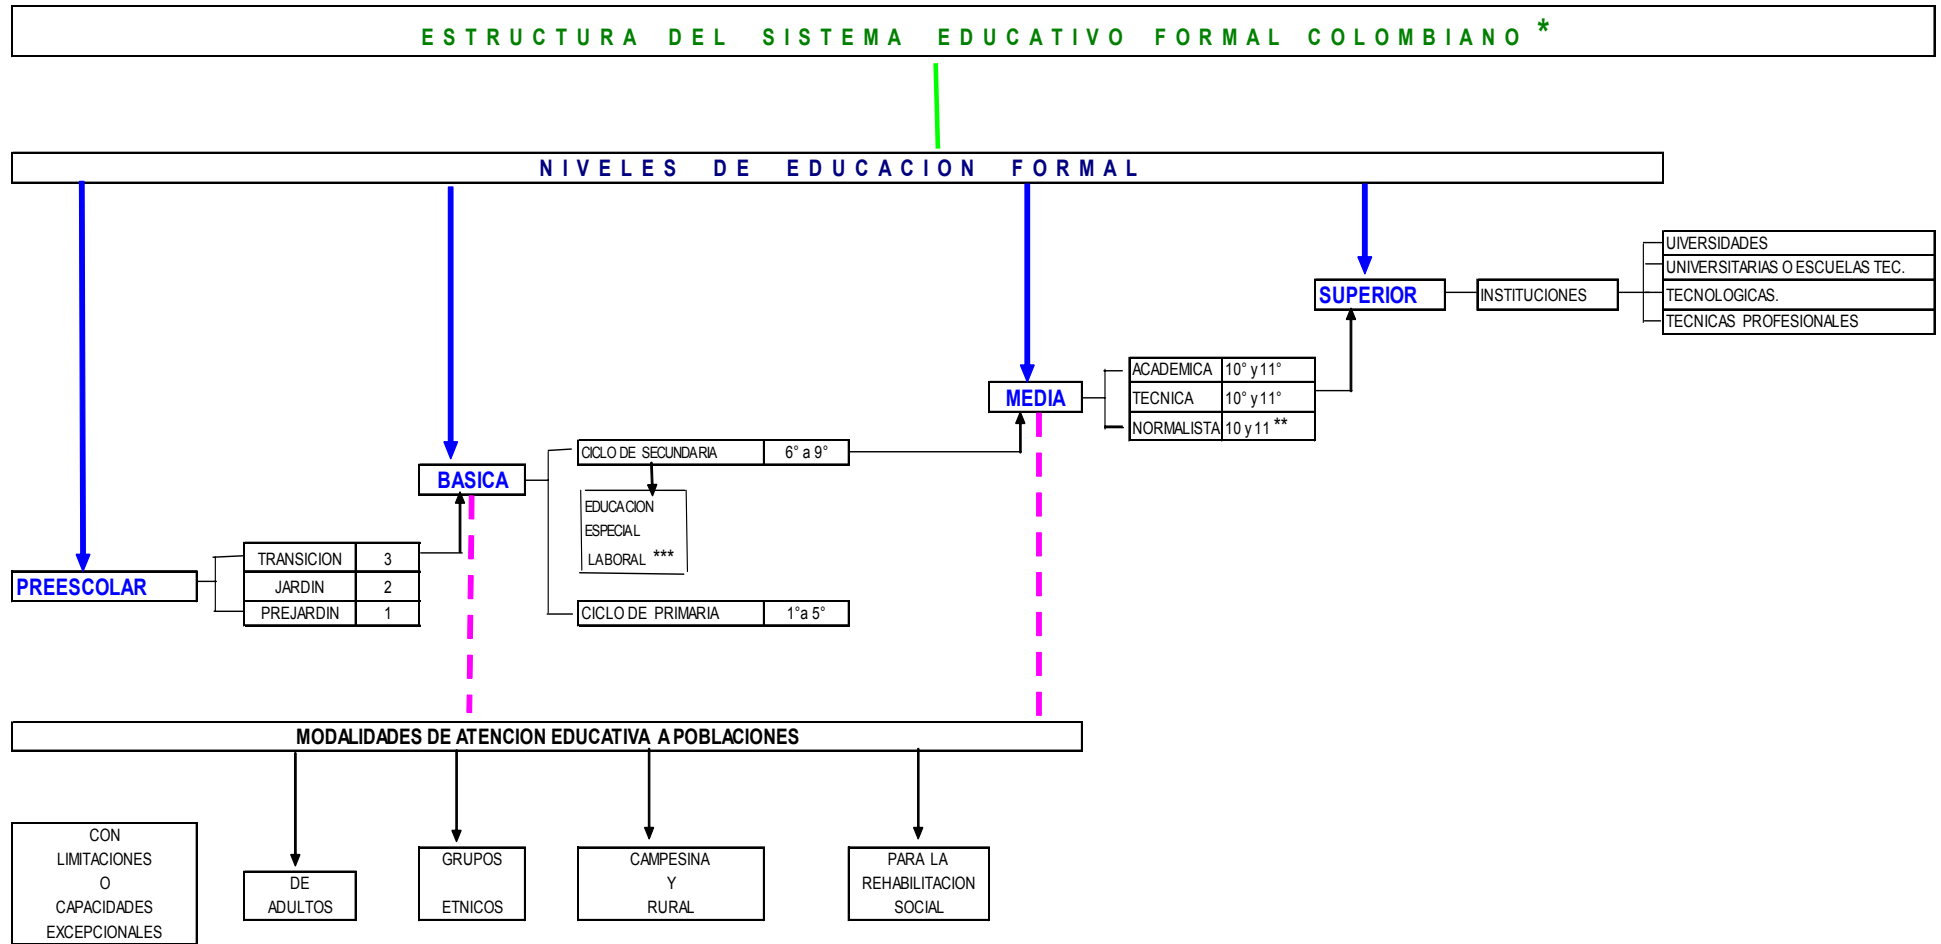 ESTRUCTURA DEL SISTEMA EDUCATIVO FORMAL COLOMBIANO *
NIVELES DE EDUCACION FORMAL
UIVERSIDADES
UNIVERSITARIAS O ESCUELAS TEC.
SUPERIOR
INSTITUCIONES
TECNOLOGICAS.
TECNICAS PROFESIONALES
MEDIA
ACADEMICA 10° y 11°
TECNICA 10° y 11°
NORMALISTA 10 y 11 **
BASICA
CICLO DE SECUNDARIA 6° a 9°
EDUCACION
ESPECIAL
LABORAL ***
CICLO DE PRIMARIA 1°a 5°
PREESCOLAR
TRANSICION 3
JARDIN 2
PREJARDIN 1
MODALIDADES DE ATENCION EDUCATIVA A POBLACIONES
CON
LIMITACIONES
O
CAPACIDADES
EXCEPCIONALES
DE
ADULTOS
GRUPOS
ETNICOS
CAMPESINA
Y
RURAL
PARA LA
REHABILITACION
SOCIAL